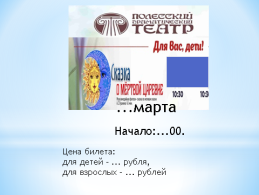 ПОЛЕССКИЙ
ДРАМАТИЧЕСКИЙ
ТЕАТР
Для Вас, дети!
Сказка
О МЁРТВОЙ ЦАРЕВНЕ
10:30 10:3
...марта
Начало:...00.
Цена билета:
для детей - ... рубля,
для взрослых - ... рублей